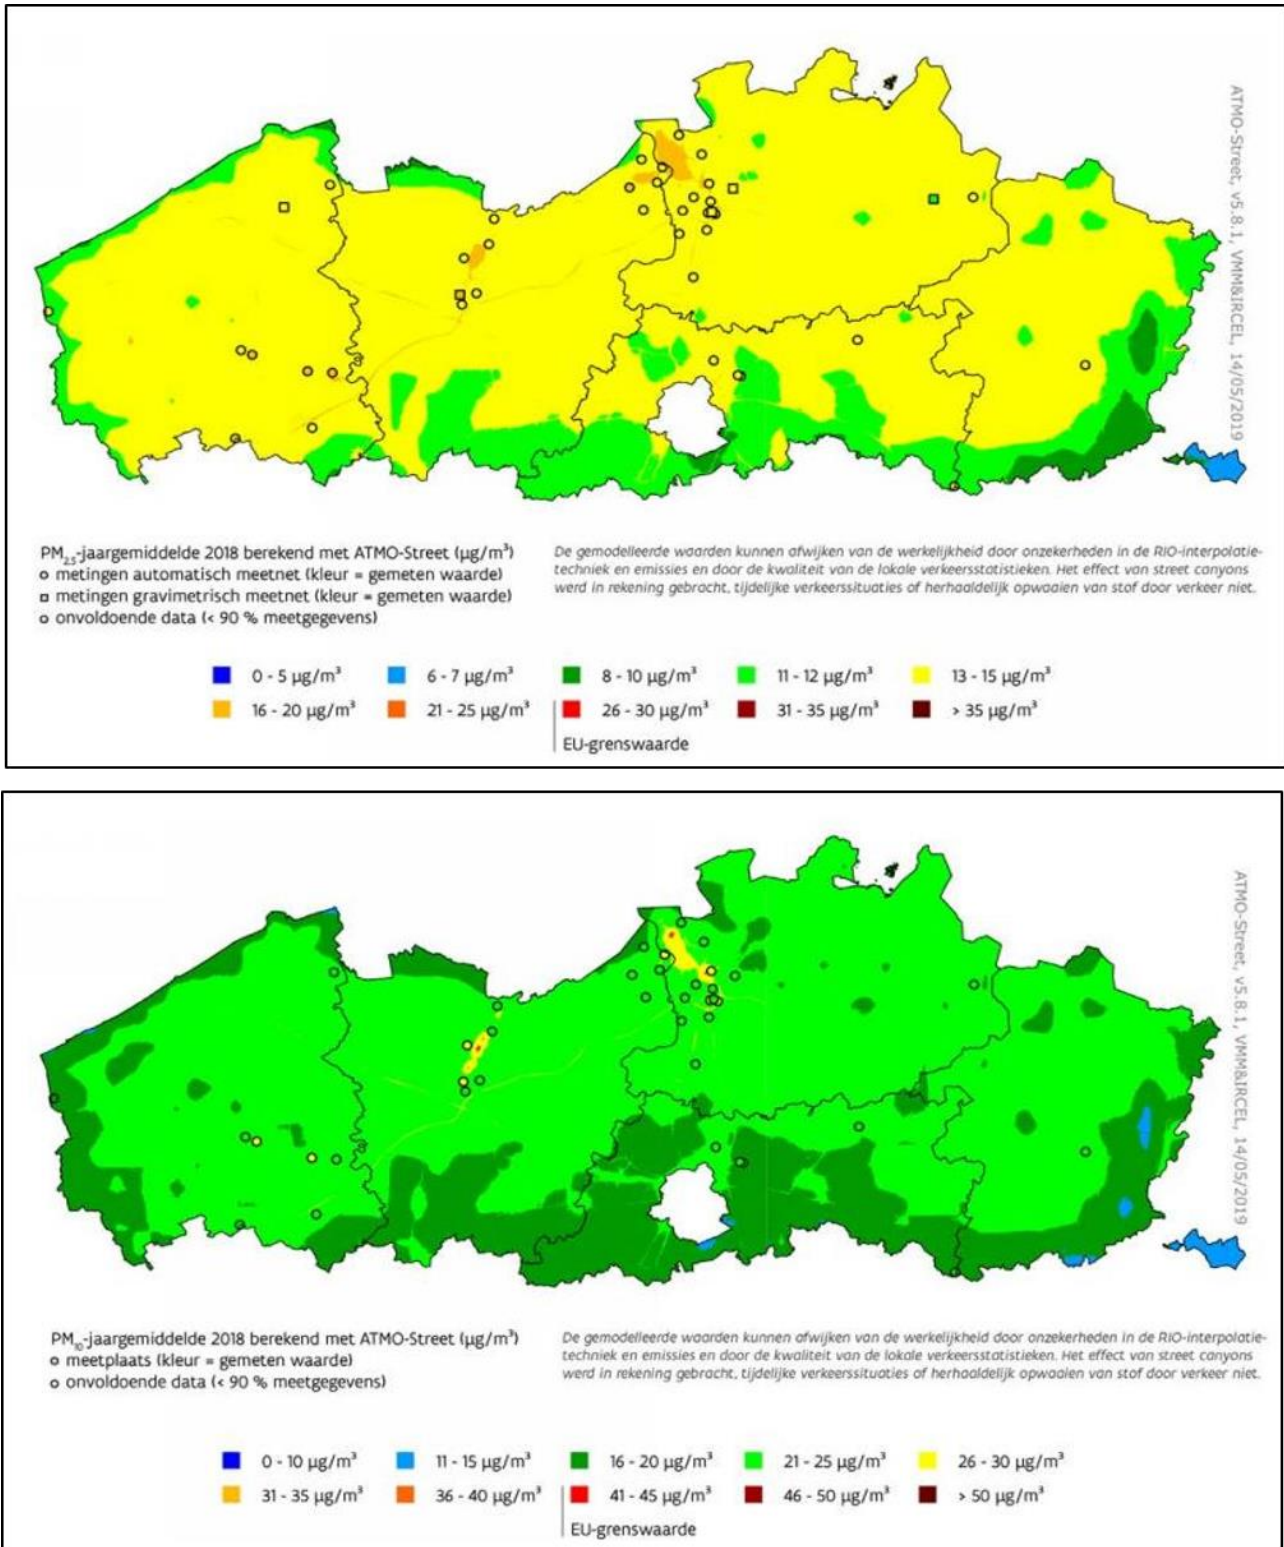 ATMO-Street, v5.8.1, VMM&IRCEL, 14/05/2019
PM2.5-jaargemiddelde 2018 berekend met ATMO-Street (µg/m³)
metingen automatisch meetnet (kleur = gemeten waarde)
metingen gravimetrisch meetnet (kleur = gemeten waarde)
onvoldoende data (< 90 % meetgegevens)
De gemodelleerde waarden kunnen afwijken van de werkelijkheid door onzekerheden in de RIO-interpolatie-
techniek en emissies en door de kwaliteit van de lokale verkeersstatistieken. Het effect van street canyons
werd in rekening gebracht, tijdelijke verkeerssituaties of herhaaldelijk opwaaien van stof door verkeer niet.
0 - 5 µg/m³ 6 - 7 µg/m³ 8 - 10 µg/m³ 11 - 12 µg/m³ 13 - 15 µg/m³
16 - 20 µg/m³ 21 - 25 µg/m³ 26 - 30 µg/m³ 31 - 35 µg/m³ > 35 µg/m³
EU-grenswaarde
ATMO-Street, v5.8.1, VMM&IRCEL, 14/05/2019
PM10-jaargemiddelde 2018 berekend met ATMO-Street (µg/m³)
meetplaats (kleur = gemeten waarde)
onvoldoende data (< 90 % meetgegevens)
De gemodelleerde waarden kunnen afwijken van de werkelijkheid door onzekerheden in de RIO-interpolatie-
techniek en emissies en door de kwaliteit van de lokale verkeersstatistieken. Het effect van street canyons
werd in rekening gebracht, tijdelijke verkeerssituaties of herhaaldelijk opwaaien van stof door verkeer niet.
0 - 10 µg/m³ 11 - 15 µg/m³ 16 - 20 µg/m³ 21 - 25 µg/m³ 26 - 30 µg/m³
31 - 35 µg/m³ 36 - 40 µg/m³ 41 - 45 µg/m³ 46 - 50 µg/m³ > 50 µg/m³
EU-grenswaarde